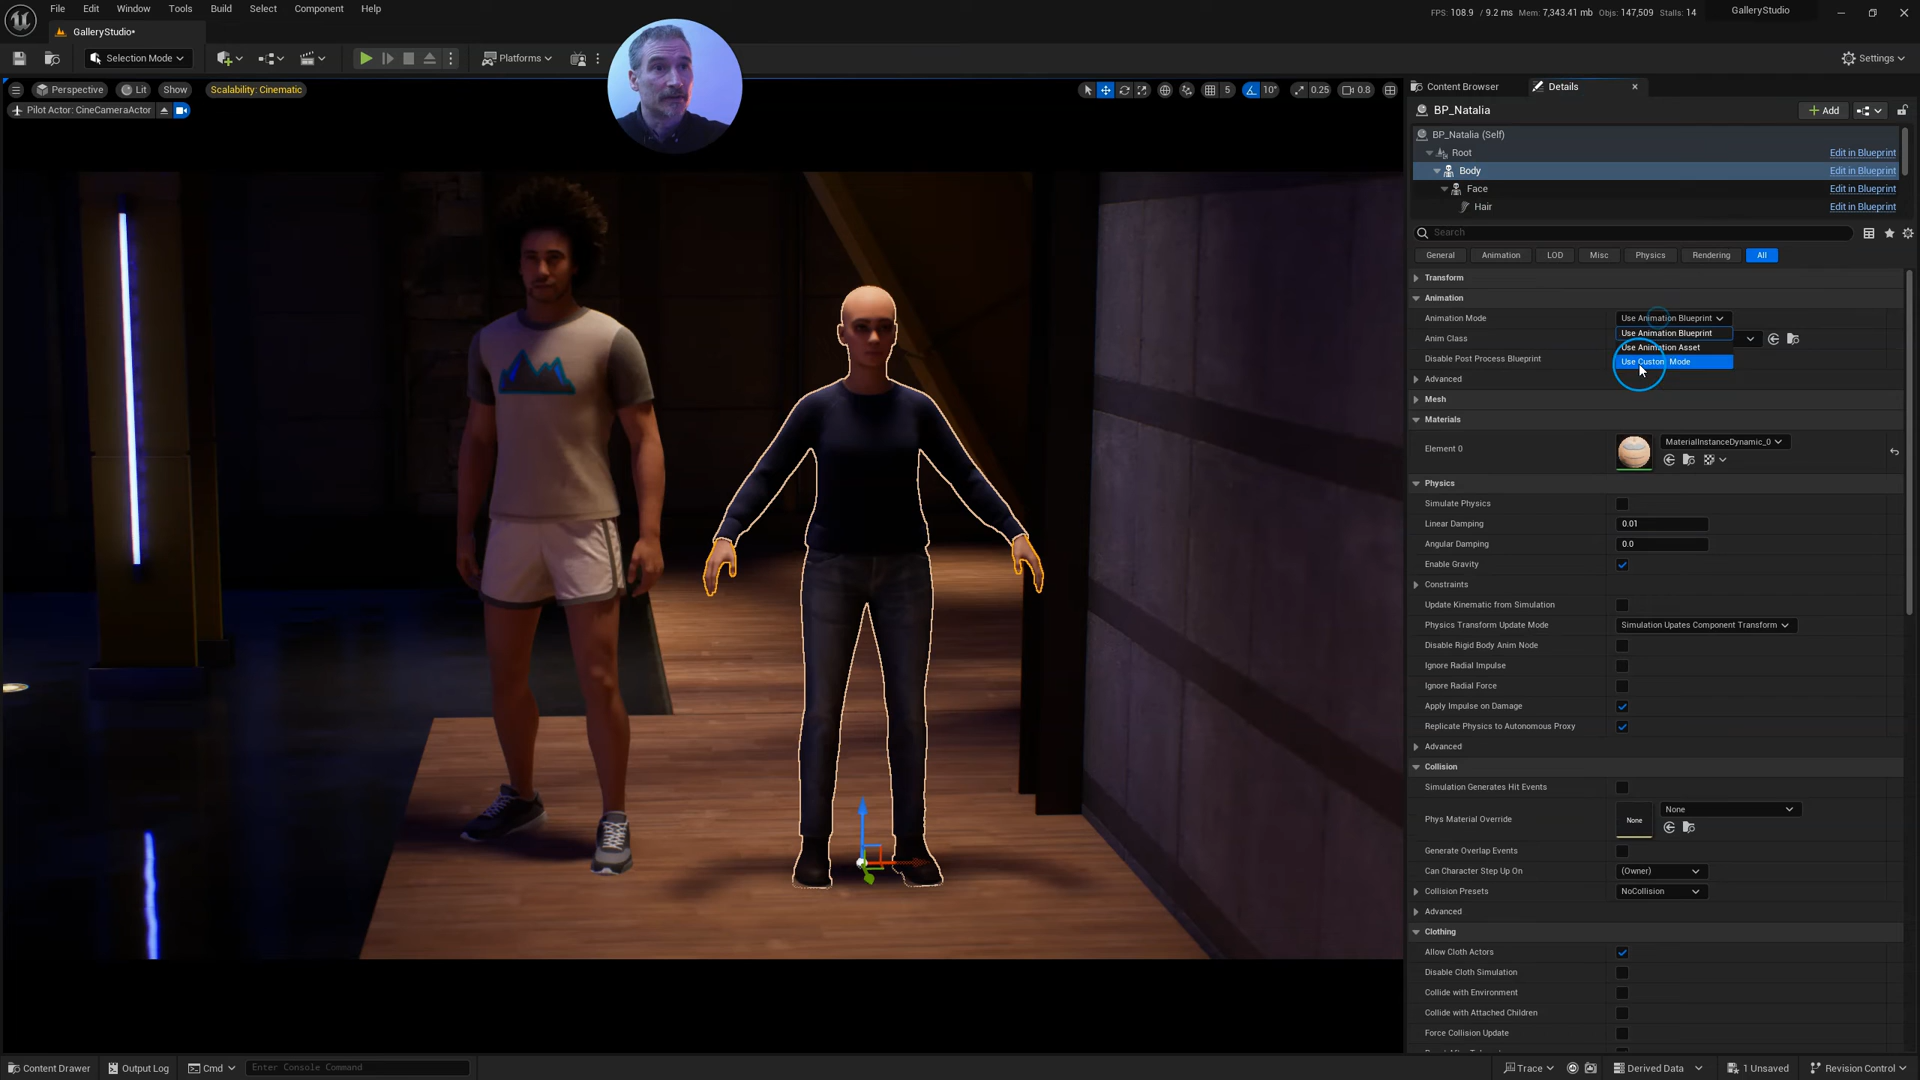 File Edit Window Tools Build Select Component Help
FPS: 108.9 / 9.2 ms Mem: 7,343.41 mb Objs: 147,509 Stalls: 14 GalleryStudio
GalleryStudio•
Selection Mode Platforms Settings
Perspective Lit Show Scalability: Cinematic
5 10° 0.25 0.8
Pilot Actor: CineCameraActor
Content Browser Details
BP_Natalia Add
BP_Natalia (Self)
Root Edit in Blueprint
Body Edit in Blueprint
Face Edit in Blueprint
Hair Edit in Blueprint
Search
General Animation LOD Misc Physics Rendering All
Transform
Animation
Animation Mode Use Animation Blueprint
Use Animation Blueprint
Anim Class
Use Animation Asset
Disable Post Process Blueprint
Use Custom Mode
Advanced
Mesh
Materials
Element 0 MaterialInstanceDynamic_0
Physics
Simulate Physics
Linear Damping 0.01
Angular Damping 0.0
Enable Gravity
Constraints
Update Kinematic from Simulation
Physics Transform Update Mode Simulation Upates Component Transform
Disable Rigid Body Anim Node
Ignore Radial Impulse
Ignore Radial Force
Apply Impulse on Damage
Replicate Physics to Autonomous Proxy
Advanced
Collision
Simulation Generates Hit Events
Phys Material Override None None
Generate Overlap Events
Can Character Step Up On (Owner)
Collision Presets NoCollision
Advanced
Clothing
Allow Cloth Actors
Disable Cloth Simulation
Collide with Environment
Collide with Attached Children
Force Collision Update
Content Drawer Output Log Cmd Enter Console Command Trace Derived Data 1 Unsaved Revision Control